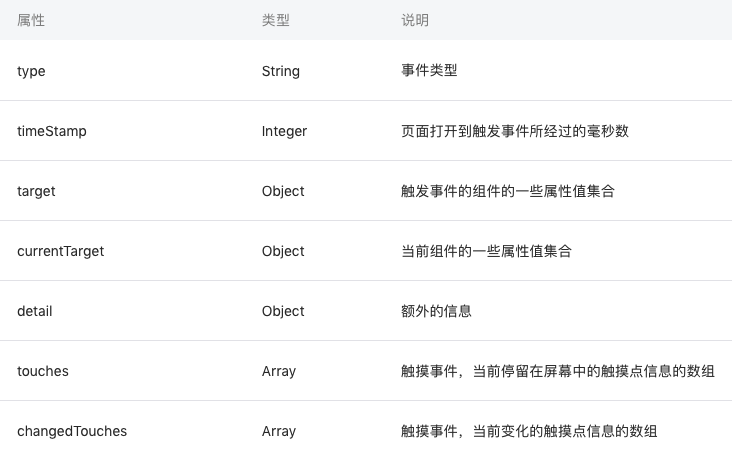 属性 类型 说明
type String 事件类型
timeStamp Integer 页面打开到触发事件所经过的毫秒数
target Object 触发事件的组件的一些属性值集合
currentTarget Object 当前组件的一些属性值集合
detail Object 额外的信息
touches Array 触摸事件，当前停留在屏幕中的触摸点信息的数组
changedTouches Array 触摸事件，当前变化的触摸点信息的数组